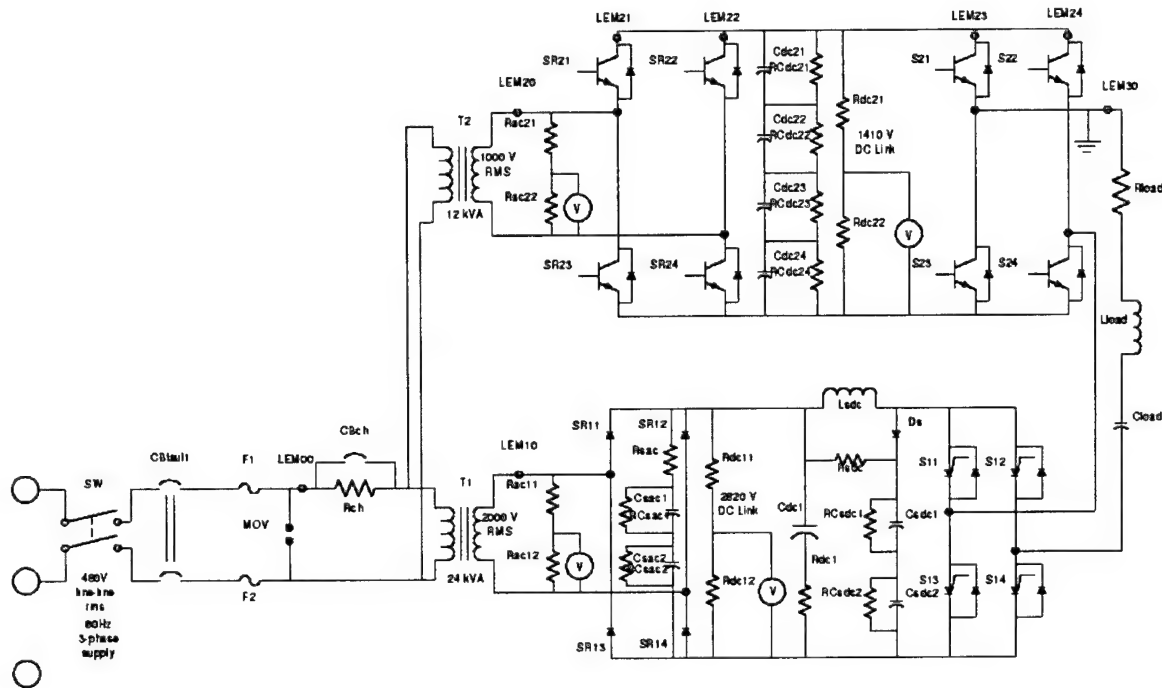 LEM21
LEM22
LEM23
LEM24
SR21
SR22
Cdc21
RCdc21
S21
S22
LEM20
LEM30
T2
Rac21
Cdc22
RCdc22
Rdc21
1410 V
DC Link
1000 V
RMS
Rac22
V
Cdc23
RCdc23
Rdc22
V
Rload
12 kVA
SR23
SR24
Cdc24
RCdc24
S23
S24
Lload
Lsdc
Ds
Cload
CBch
SR11
SR12
Rsac
Rsdc
S11
S12
CBfault
F1
LEM00
LEM10
SW
T1
Rac11
Csac1
RCsac1
Rdc11
2820 V
DC Link
Cdc1
RCsdc1
Csdc1
Rch
MOV
2000 V
RMS
Rac12
V
Csac2
RCsac2
Rdc1
24 kVA
Rdc12
V
RCsdc2
Csdc2
S13
S14
F2
480V
line-line
rms
60Hz
3-phase
supply
SR13
SR14